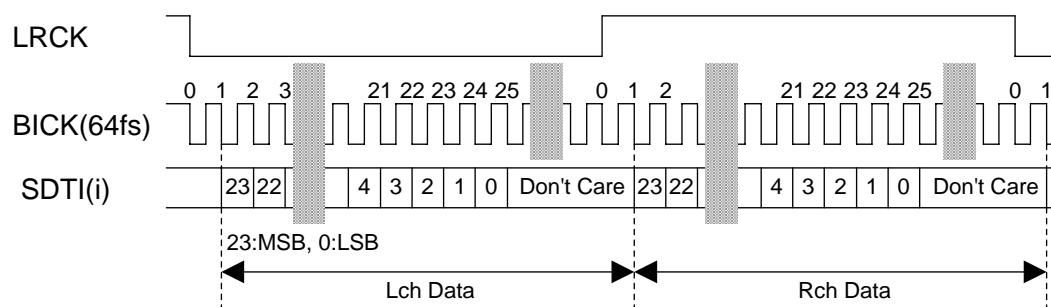 LRCK
0 1 2 3 21 22 23 24 25 0 1 2 21 22 23 24 25 0 1
BICK(64fs)
SDTI(i) 23 22 4 3 2 1 0 Don't Care 23 22 4 3 2 1 0 Don't Care
23:MSB, 0:LSB
Lch Data Rch Data